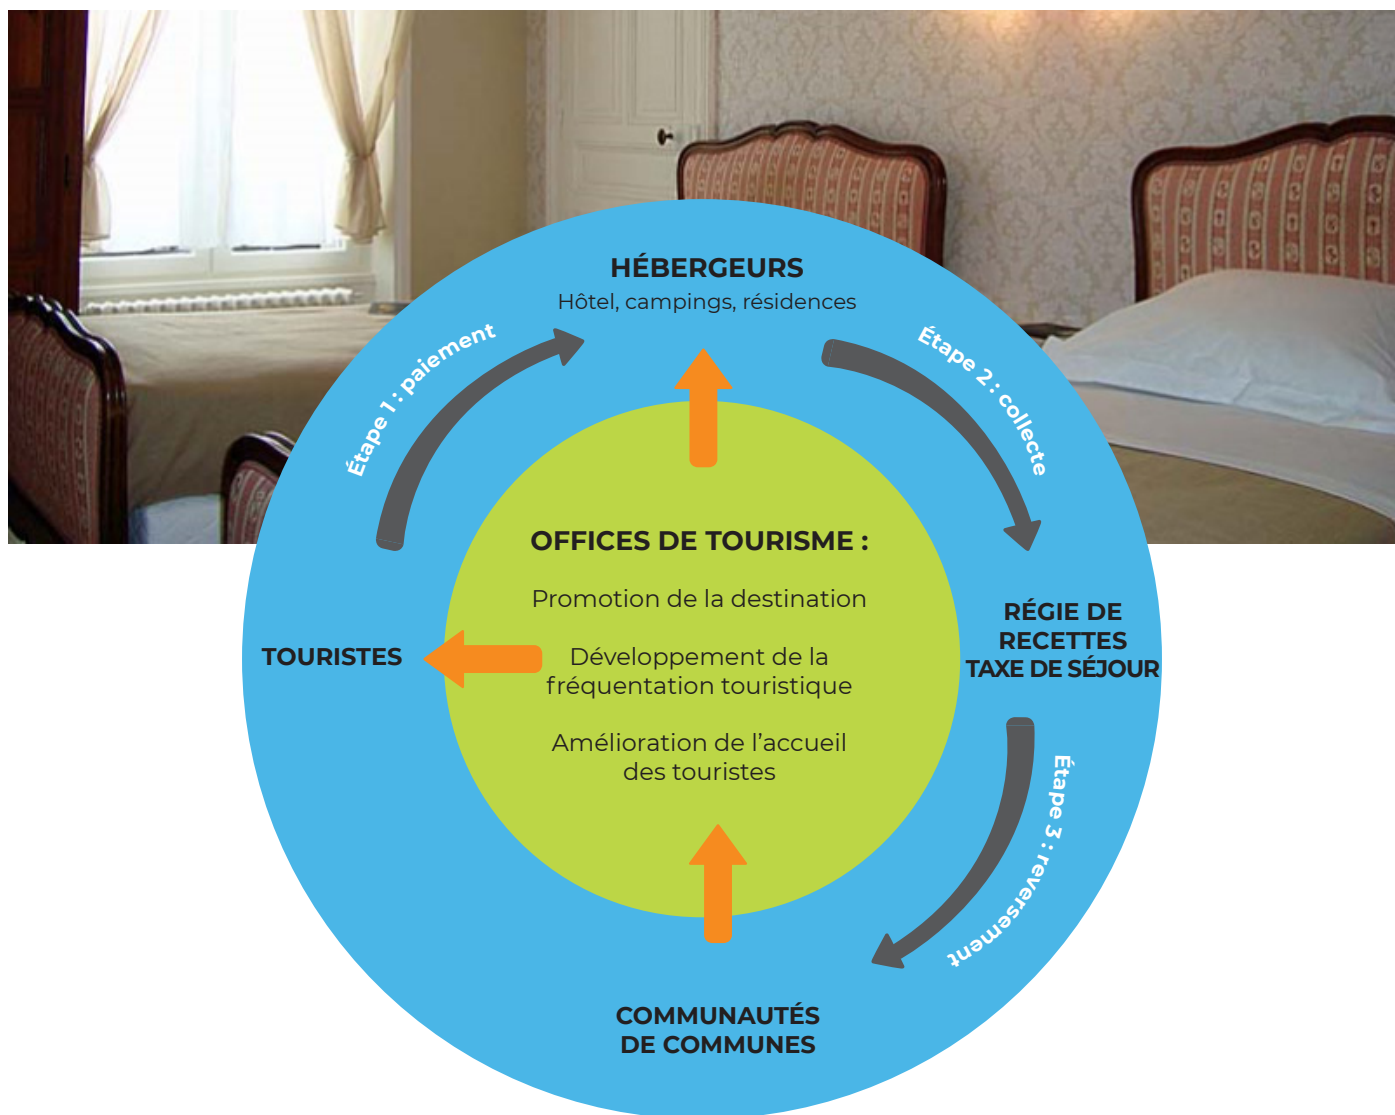 HÉBERGEURS
Hôtel, campings, résidences
Étape 1 : paiement
Étape 2 : collecte
OFFICES DE TOURISME :
Promotion de la destination
Développement de la
fréquentation touristique
Amélioration de l’accueil
des touristes
TOURISTES
RÉGIE DE
RECETTES
TAXE DE SÉJOUR
Étape 3 : reversement
COMMUNAUTÉS
DE COMMUNES